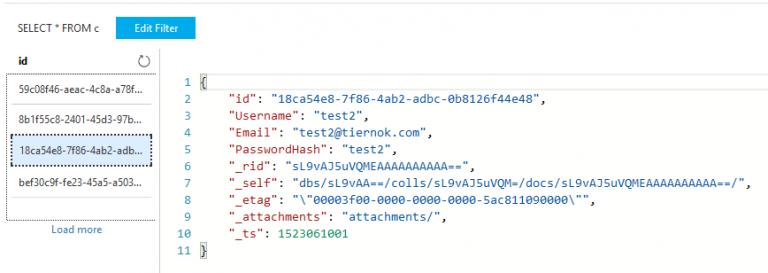 SELECT * FROM c
Edit Filter
id
59c08f46-aeac-4c8a-a78f...
8b1f55c8-2401-45d3-97b...
18ca54e8-7f86-4ab2-adb...
bef30c9f-fe23-45a5-a503...
Load more
1 {
2 "id": "18ca54e8-7f86-4ab2-adbc-0b8126f44e48",
3 "Username": "test2",
4 "Email": "test2@tiernok.com",
5 "PasswordHash": "test2",
6 "_rid": "sL9vAJ5uVQMEAAAAAAAAAA==",
7 "_self": "dbs/sL9vAA==/colls/sL9vAJ5uVQM=/docs/sL9vAJ5uVQMEAAAAAAAAAA==/",
8 "_etag": "\"00003f00-0000-0000-0000-5ac811090000\"",
9 "_attachments": "attachments/",
10 "_ts": 1523061001
11 }